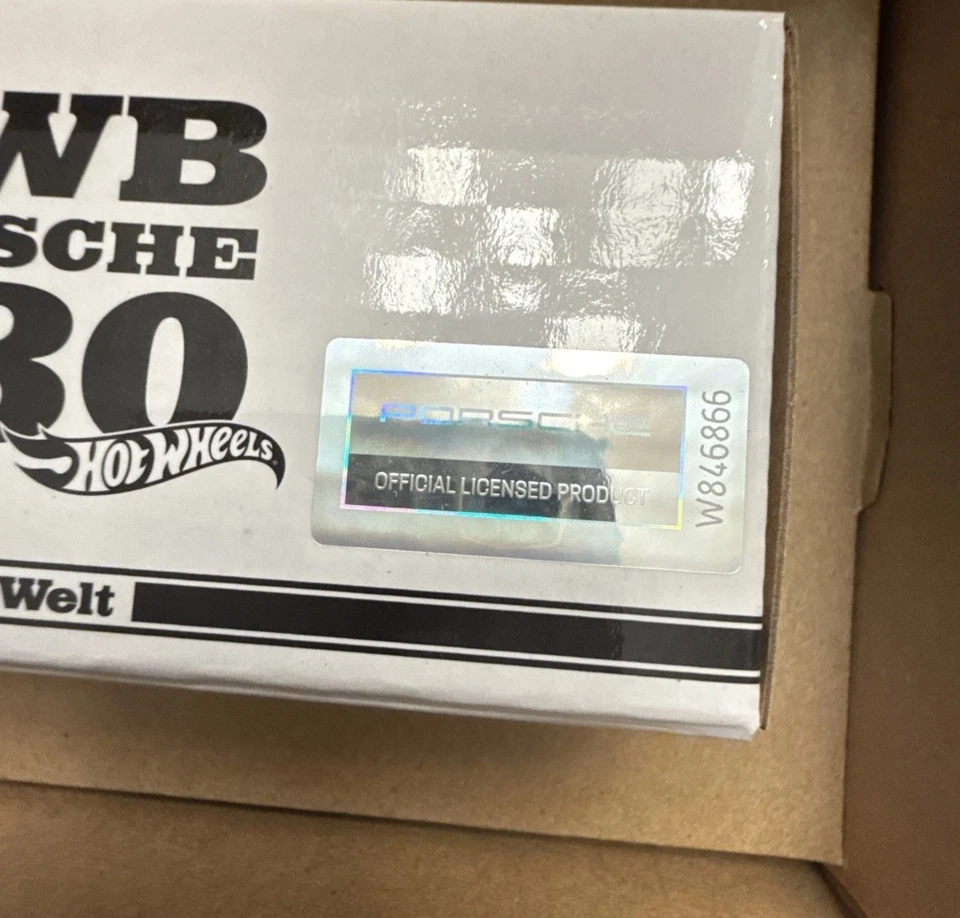 WB
SCHE
30
HOT WHEELS
PORSCHE
OFFICIAL LICENSED PRODUCT
W846866
Welt